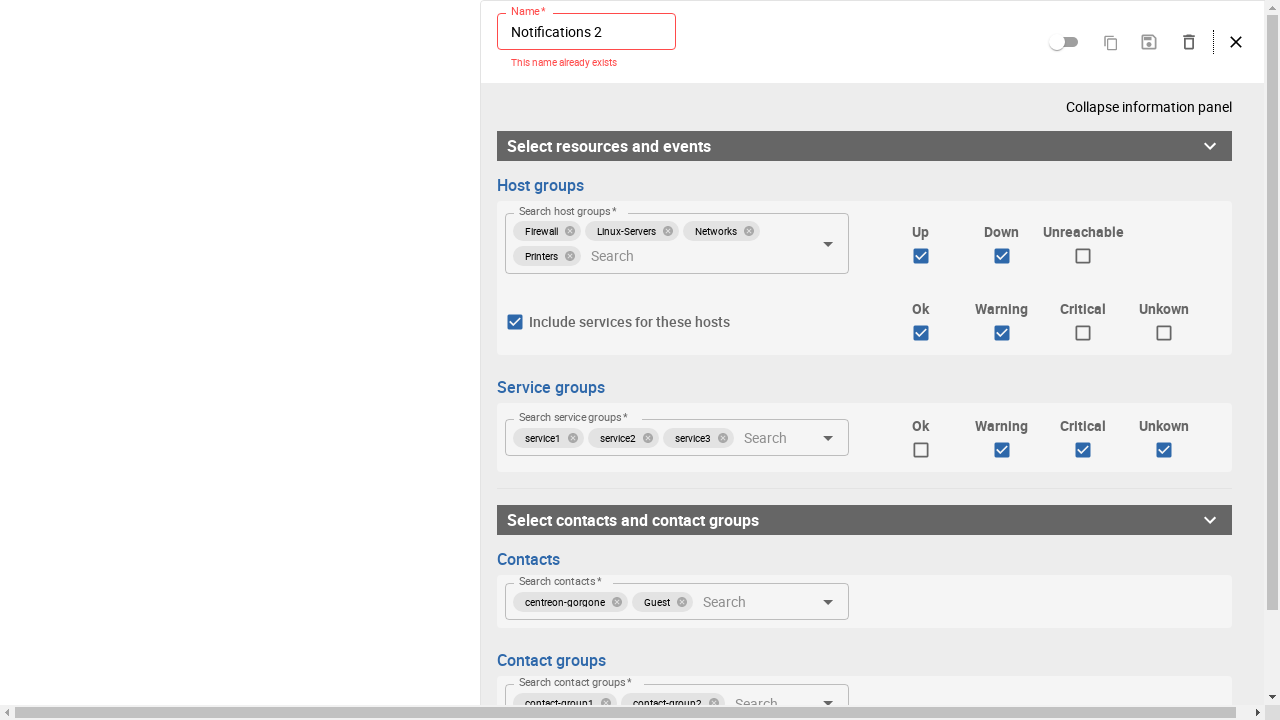 Name *
Notifications 2
This name already exists
Collapse information panel
Select resources and events
Host groups
Search host groups *
Firewall Linux-Servers Networks
Printers Search
Up Down Unreachable
Include services for these hosts
Ok Warning Critical Unkown
Service groups
Search service groups *
service1 service2 service3 Search
Ok Warning Critical Unkown
Select contacts and contact groups
Contacts
Search contacts *
centreon-gorgone Guest Search
Contact groups
Search contact groups *
contact-group1 contact-group2 Search